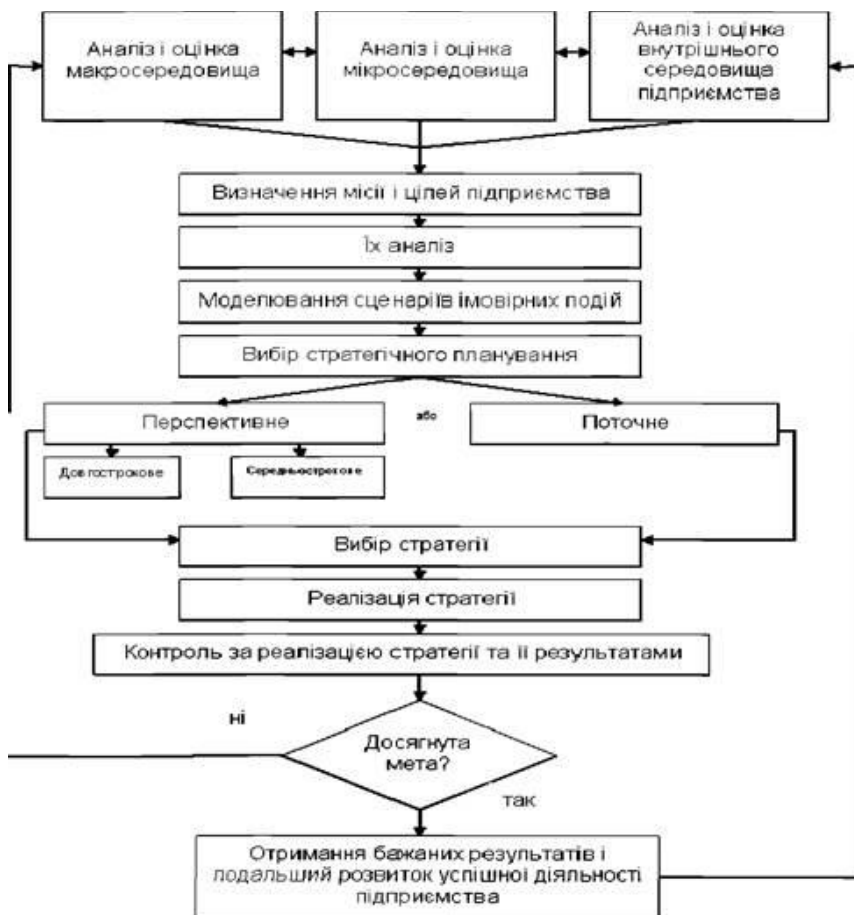 Аналіз і оцінка
макросередовища
Аналіз і оцінка
мікросередовища
Аналіз і оцінка
внутрішнього
середовища
підприємства
Визначення місії і цілей підприємства
Їх аналіз
Моделювання сценаріїв імовірних подій
Вибір стратегічного планування
Перспективне
або
Поточне
Довгострокове
Середньострокове
Вибір стратегії
Реалізація стратегії
Контроль за реалізацією стратегії та її результатами
ні
Досягнута
мета?
так
Отримання бажаних результатів і
подальший розвиток успішної діяльності
підприємства